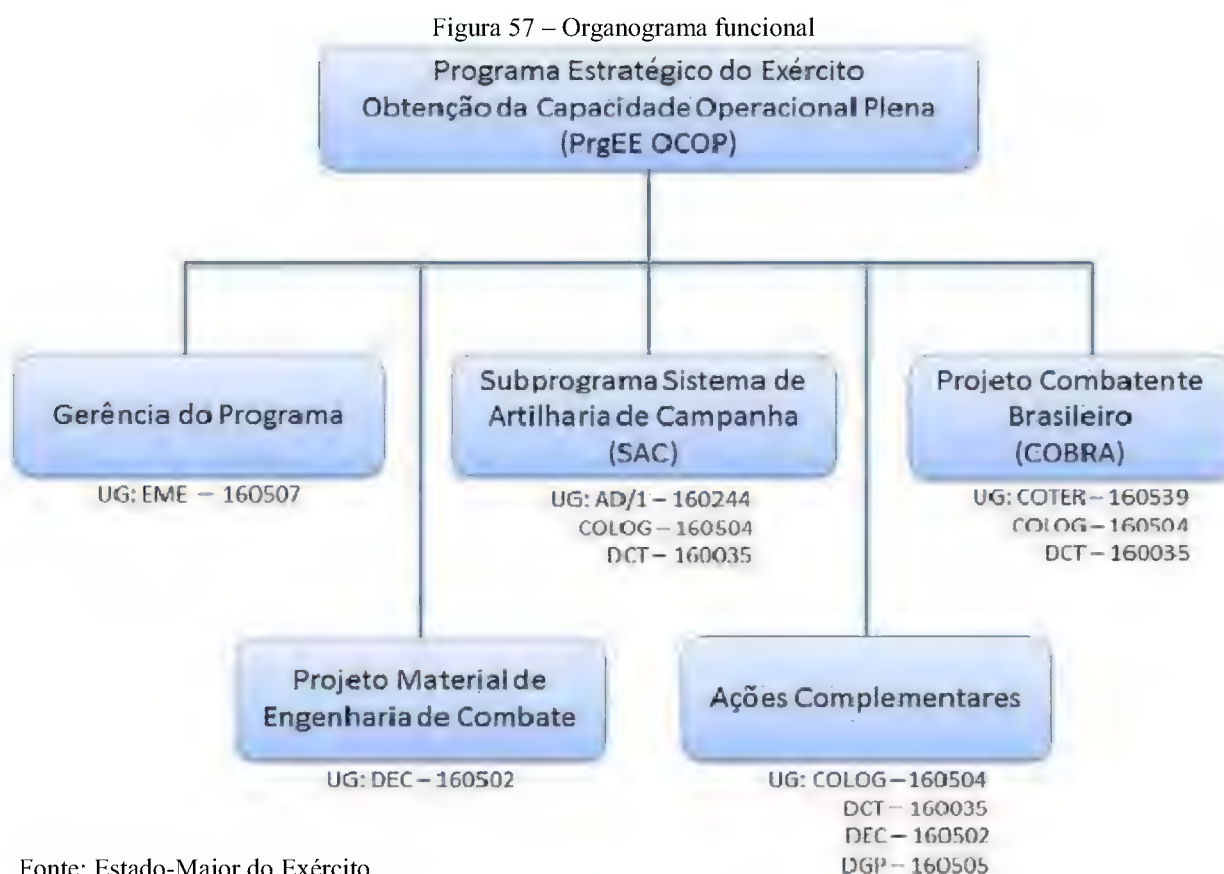 Figura 57 – Organograma funcional
Programa Estratégico do Exército
Obtenção da Capacidade Operacional Plena
(PrgEE OCOP)
Gerência do Programa
UG: EME – 160507
Subprograma Sistema de
Artilharia de Campanha
(SAC)
UG: AD/1 – 160244
COLOG – 160504
DCT – 160035
Projeto Combatente
Brasileiro
(COBRA)
UG: COTER – 160539
COLOG – 160504
DCT – 160035
Projeto Material de
Engenharia de Combate
UG: DEC – 160502
Ações Complementares
UG: COLOG – 160504
DCT – 160035
DEC – 160502
DGP – 160505
Fonte: Estado-Maior do Exército